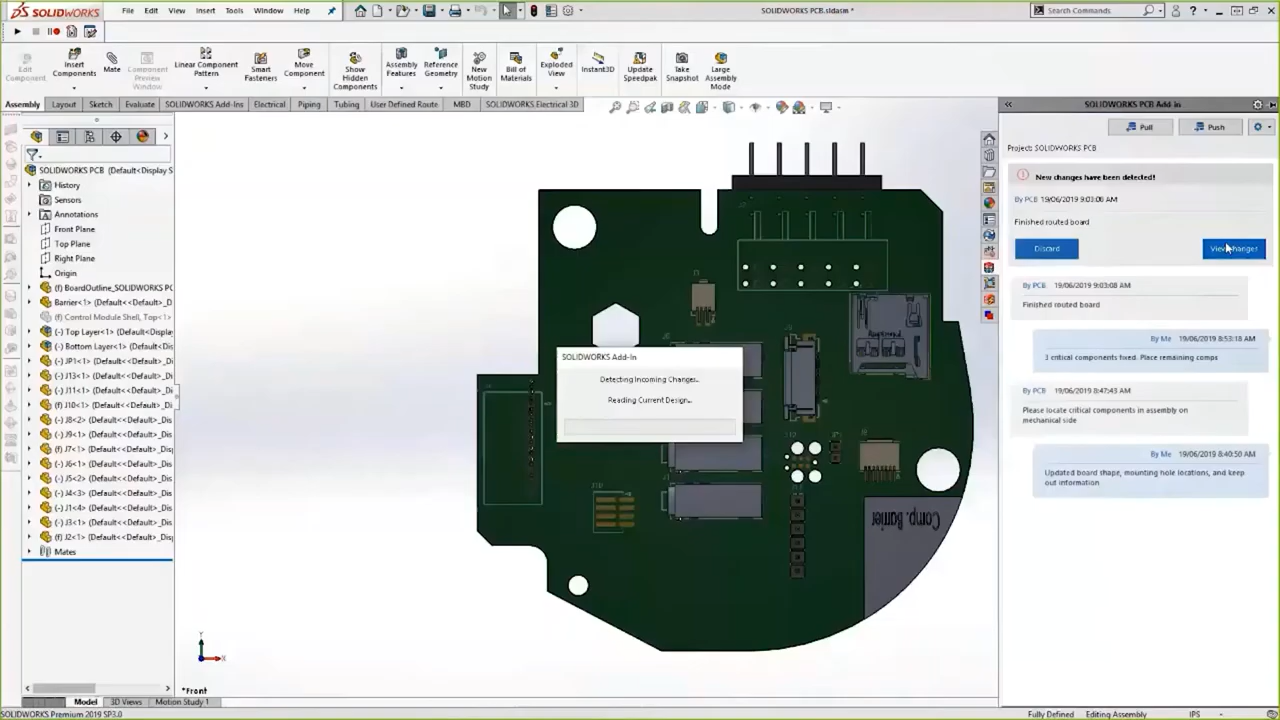 SOLIDWORKS
File Edit View Insert Tools Window Help
SOLIDWORKS PCB.sldasm *
Search Commands
Edit Component
Insert Components
Mate
Component Preview Window
Linear Component Pattern
Smart Fasteners
Move Component
Show Hidden Components
Assembly Features
Reference Geometry
New Motion Study
Bill of Materials
Exploded View
Instant3D
Update Speedpak
Take Snapshot
Large Assembly Mode
Assembly Layout Sketch Evaluate SOLIDWORKS Add-Ins Electrical Piping Tubing User Defined Route MBD SOLIDWORKS Electrical 3D
SOLIDWORKS PCB (Default<Display S
History
Sensors
Annotations
Front Plane
Top Plane
Right Plane
Origin
(f) BoardOutline_SOLIDWORKS PC
Barrier<1> (Default<<Default>_D
(f) Control Module Shell, Top<1>
(-) Top Layer<1> (Default<Display
(-) Bottom Layer<1> (Default<Di
(-) JP1<1> (Default<<Default>_Di
(-) J13<1> (Default<<Default>_Di
(-) J11<1> (Default<<Default>_Di
(f) J10<1> (Default<<Default>_Di
(-) J8<2> (Default<<Default>_Dis
(-) J9<1> (Default<<Default>_Dis
(f) J7<1> (Default<<Default>_Dis
(-) J6<1> (Default<<Default>_Dis
(-) J5<2> (Default<<Default>_Dis
(-) J4<3> (Default<<Default>_Dis
(-) J1<4> (Default<<Default>_Dis
(-) J3<1> (Default<<Default>_Dis
(f) J2<1> (Default<<Default>_Dis
Mates
Comp. Barrier
SOLIDWORKS Add-In
Detecting Incoming Changes...
Reading Current Design...
Y
X
*Front
SOLIDWORKS PCB Add-in
Pull
Push
Project: SOLIDWORKS PCB
New changes have been detected!
By PCB 19/06/2019 9:03:08 AM
Finished routed board
Discard
View changes
By PCB 19/06/2019 9:03:08 AM
Finished routed board
By Me 19/06/2019 8:53:18 AM
3 critical components fixed. Place remaining comps
By PCB 19/06/2019 8:47:43 AM
Please locate critical components in assembly on
mechanical side
By Me 19/06/2019 8:40:50 AM
Updated board shape, mounting hole locations, and keep
out information
Model 3D Views Motion Study 1
SOLIDWORKS Premium 2019 SP3.0
Fully Defined Editing Assembly IPS